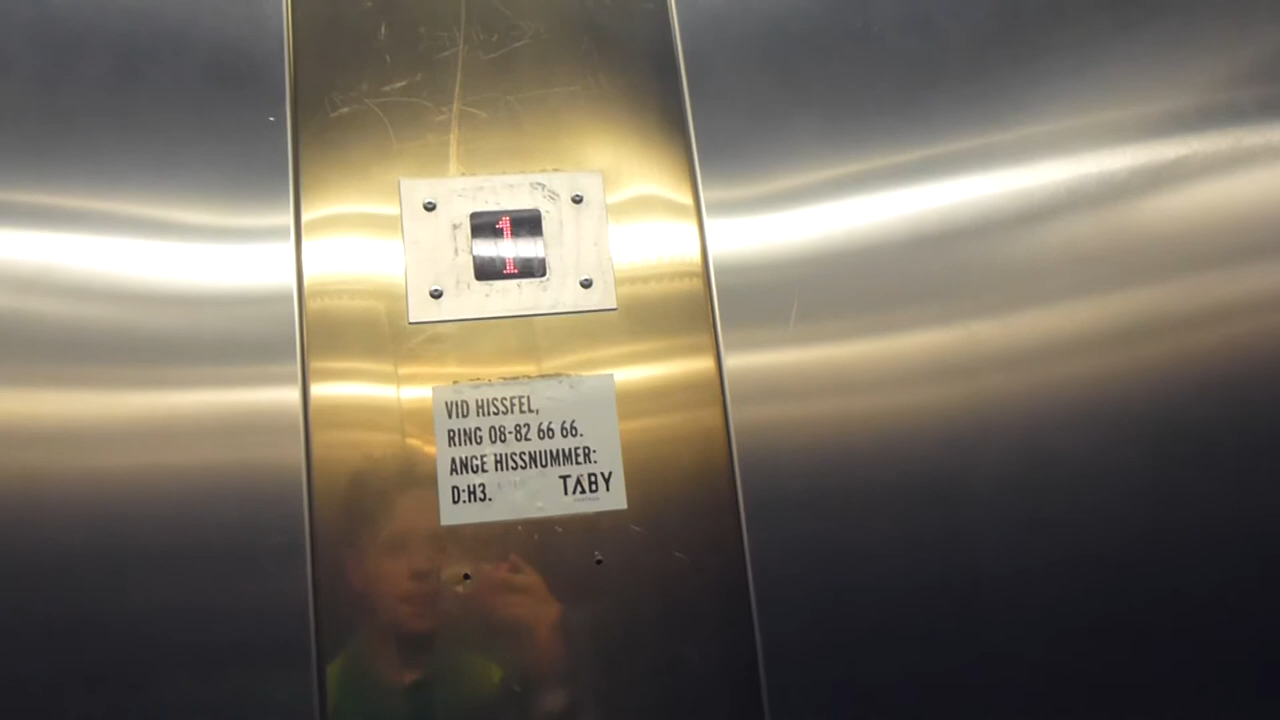 1
VID HISSFEL,
RING 08-82 66 66.
ANGE HISSNUMMER:
D:H3.
TÄBY